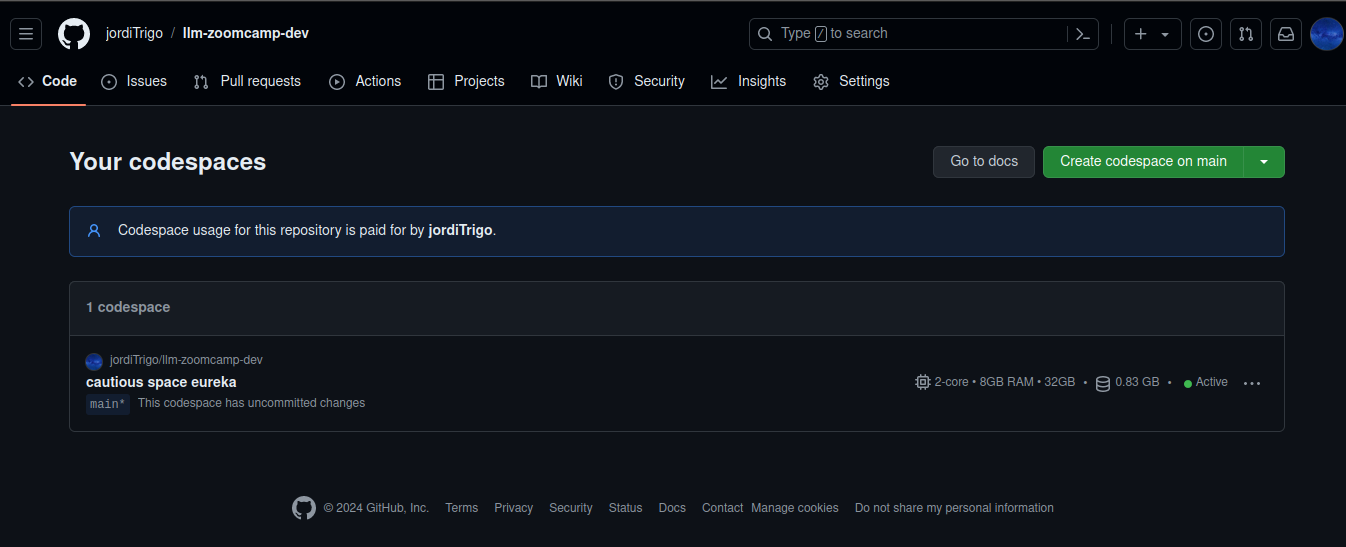 jordiTrigo / llm-zoomcamp-dev
Type / to search
Code Issues Pull requests Actions Projects Wiki Security Insights Settings
Your codespaces
Go to docs
Create codespace on main
Codespace usage for this repository is paid for by jordiTrigo.
1 codespace
jordiTrigo/llm-zoomcamp-dev
cautious space eureka
2-core • 8GB RAM • 32GB • 0.83 GB • Active
main* This codespace has uncommitted changes
© 2024 GitHub, Inc. Terms Privacy Security Status Docs Contact Manage cookies Do not share my personal information